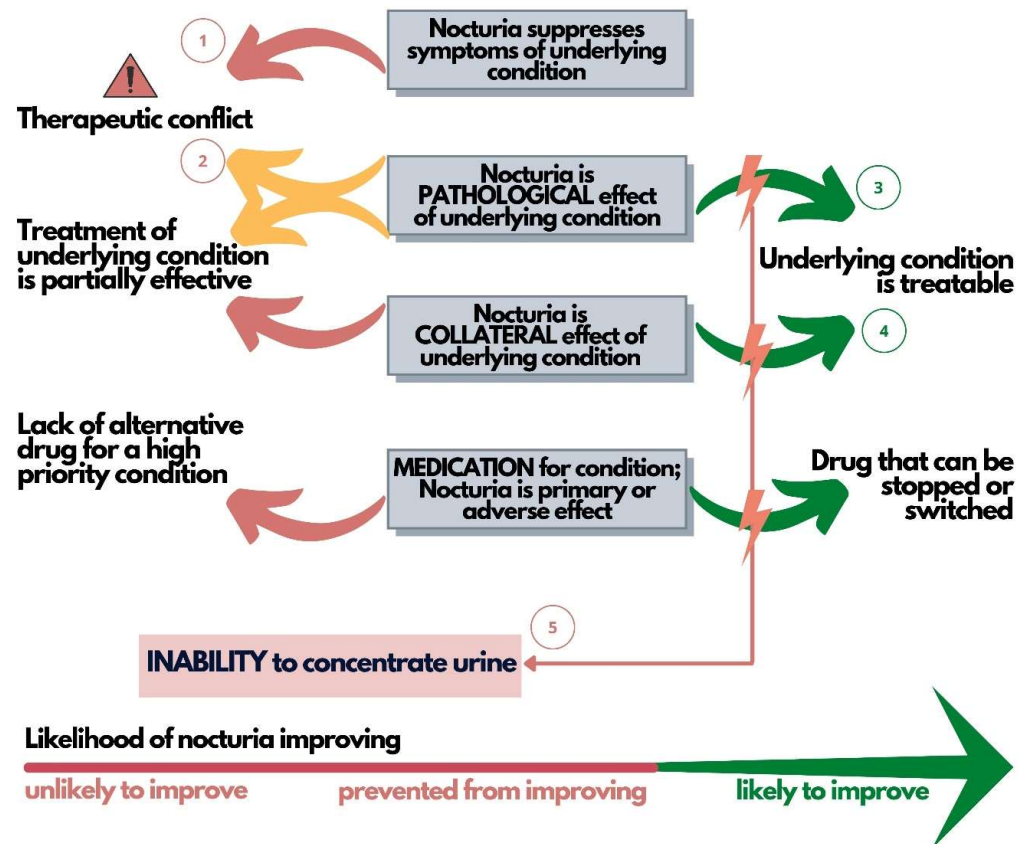 1
Nocturia suppresses
symptoms of underlying
condition
Therapeutic conflict
2
Nocturia is
PATHOLOGICAL effect
of underlying condition
3
Treatment of
underlying condition
is partially effective
Underlying condition
is treatable
Nocturia is
COLLATERAL effect of
underlying condition
4
Lack of alternative
drug for a high
priority condition
MEDICATION for condition;
Nocturia is primary or
adverse effect
Drug that can be
stopped or
switched
5
INABILITY to concentrate urine
Likelihood of nocturia improving
unlikely to improve
prevented from improving
likely to improve